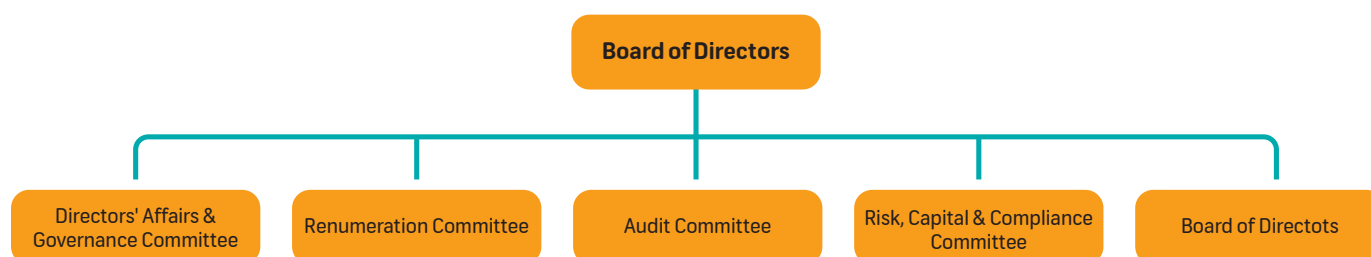 Board of Directors
Directors' Affairs &
Governance Committee
Renumeration Committee
Audit Committee
Risk, Capital & Compliance
Committee
Board of Directots